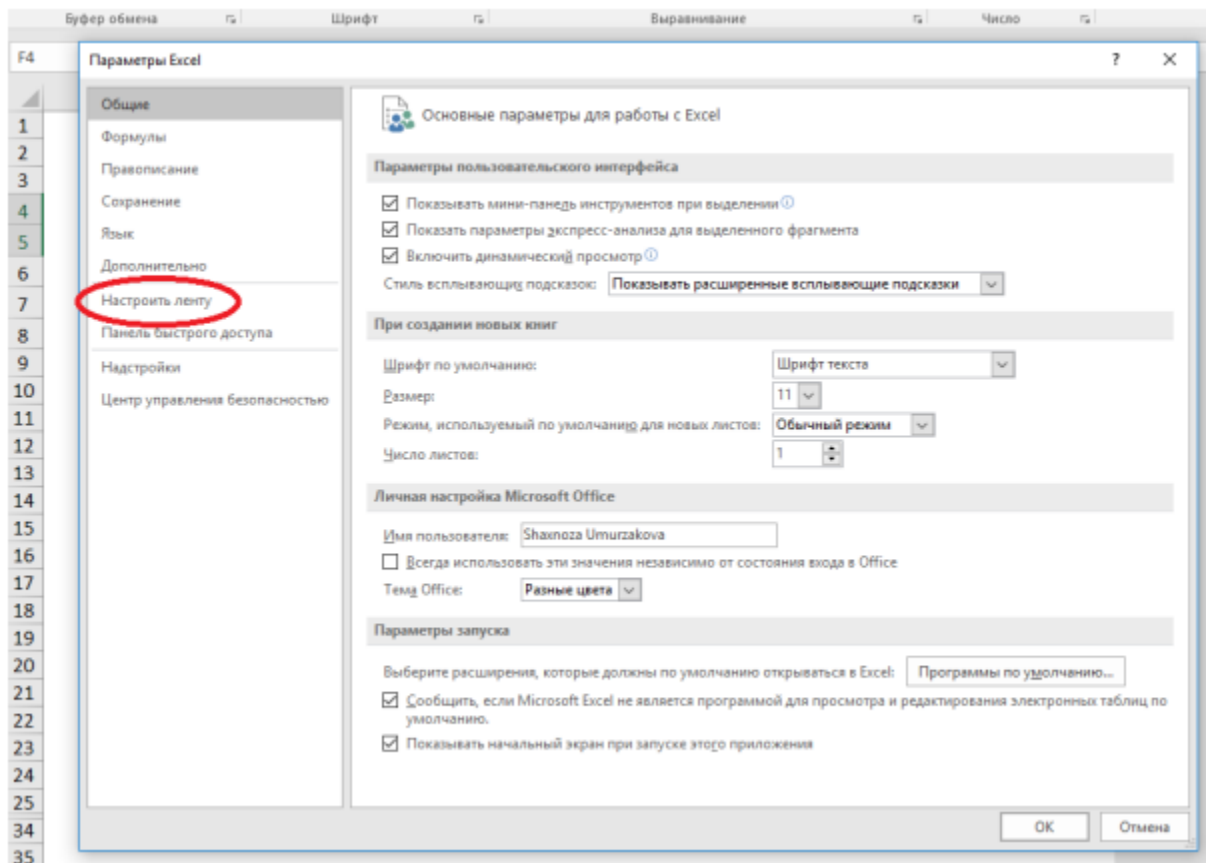 Буфер обмена Шрифт Выравнивание Число
F4
Параметры Excel ? ×
Общие
Формулы
Правописание
Сохранение
Язык
Дополнительно
Настроить ленту
Панель быстрого доступа
Надстройки
Центр управления безопасностью
Основные параметры для работы с Excel
Параметры пользовательского интерфейса
Показывать мини-панель инструментов при выделении
Показать параметры экспресс-анализа для выделенного фрагмента
Включить динамический просмотр
Стиль всплывающих подсказок: Показывать расширенные всплывающие подсказки
При создании новых книг
Шрифт по умолчанию: Шрифт текста
Размер: 11
Режим, используемый по умолчанию для новых листов: Обычный режим
Число листов: 1
Личная настройка Microsoft Office
Имя пользователя: Shaxnoza Umurzakova
Всегда использовать эти значения независимо от состояния входа в Office
Тема Office: Разные цвета
Параметры запуска
Выберите расширения, которые должны по умолчанию открываться в Excel: Программы по умолчанию...
Сообщить, если Microsoft Excel не является программой для просмотра и редактирования электронных таблиц по
умолчанию.
Показывать начальный экран при запуске этого приложения
OK Отмена
1
2
3
4
5
6
7
8
9
10
11
12
13
14
15
16
17
18
19
20
21
22
23
24
25
34
35